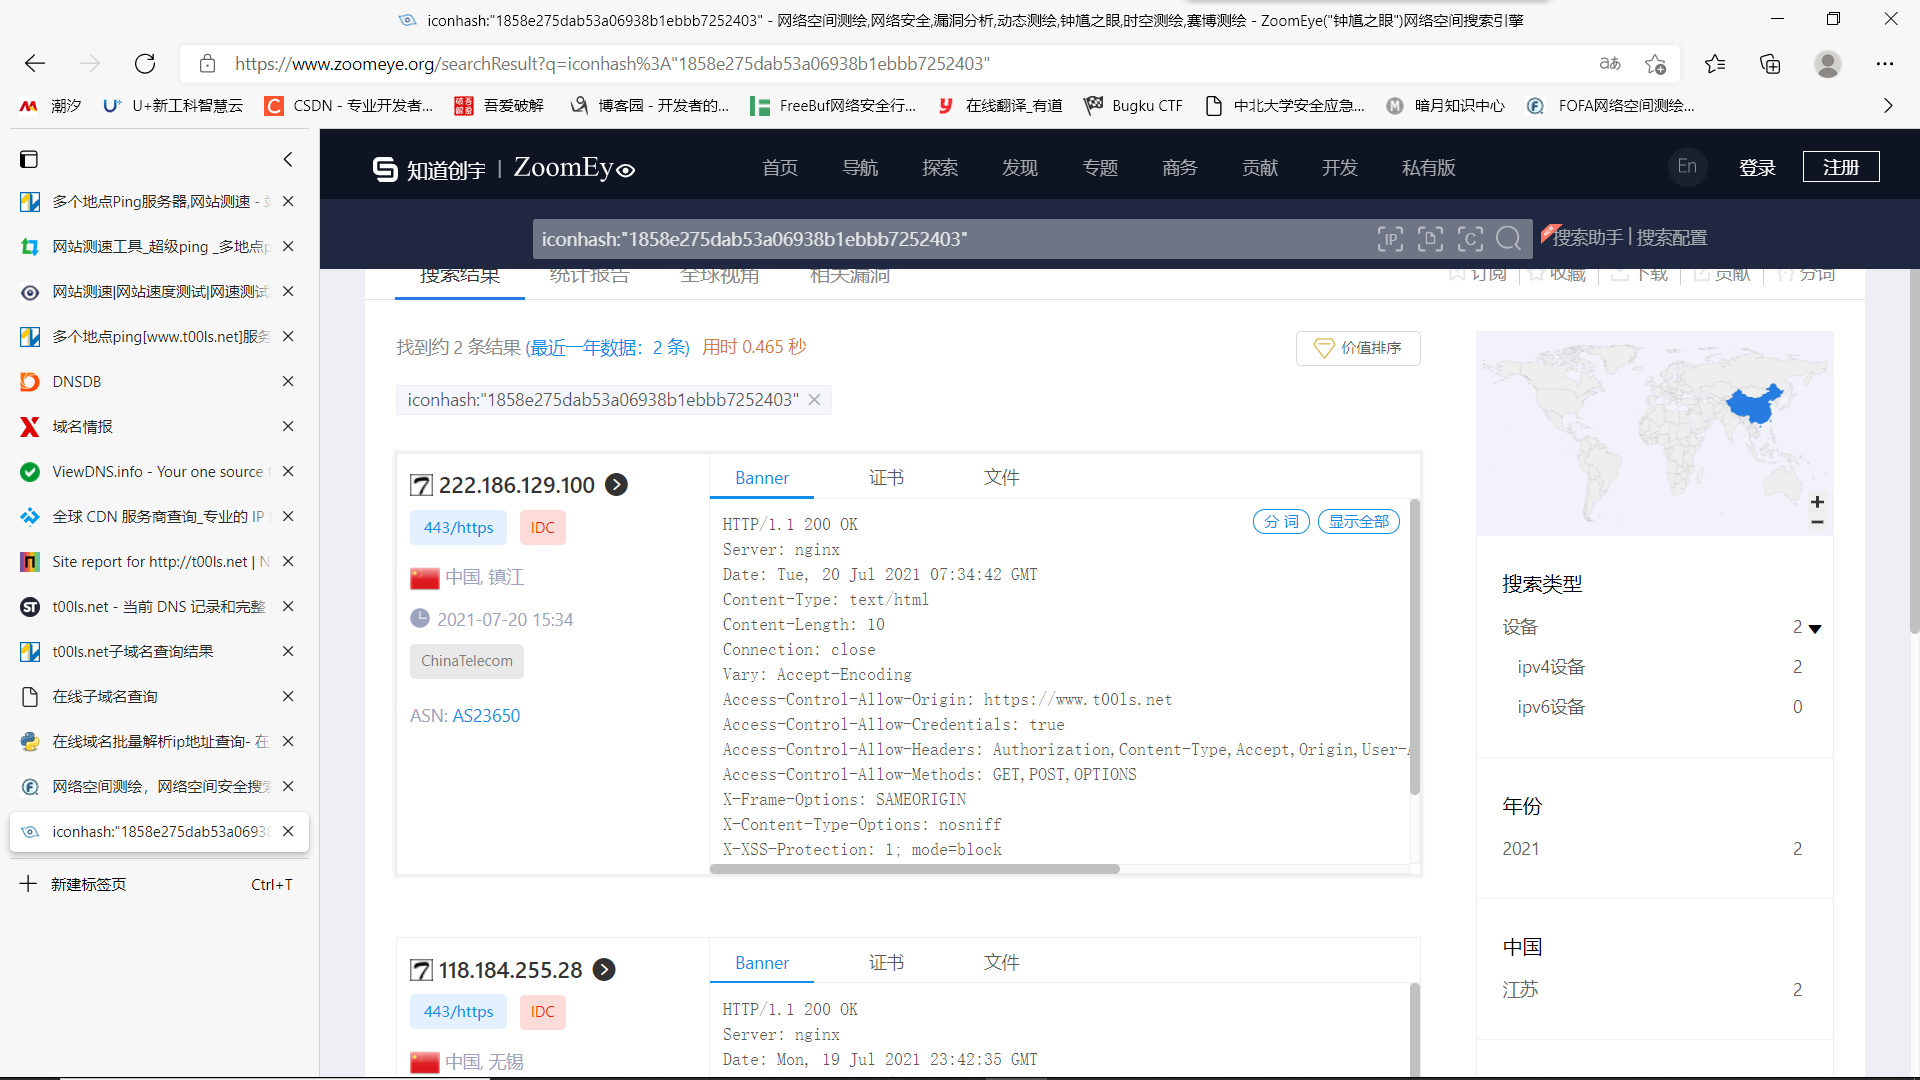 iconhash:"1858e275dab53a06938b1ebbb7252403" - 网络空间测绘,网络安全,漏洞分析,动态测绘,钟馗之眼,时空测绘,赛博测绘 - ZoomEye("钟馗之眼")网络空间搜索引擎
https://www.zoomeye.org/searchResult?q=iconhash%3A"1858e275dab53a06938b1ebbb7252403"
潮汐
U+新工科智慧云
CSDN - 专业开发者...
吾爱破解
博客园 - 开发者的...
FreeBuf网络安全行...
在线翻译_有道
Bugku CTF
中北大学安全应急...
暗月知识中心
FOFA网络空间测绘...
多个地点Ping服务器,网站测速 -
网站测速工具_超级ping _多地点p
网站测速|网站速度测试|网速测试
多个地点ping[www.t00ls.net]服务
DNSDB
域名情报
ViewDNS.info - Your one source
全球 CDN 服务商查询_专业的 IP
Site report for http://t00ls.net | N
t00ls.net - 当前 DNS 记录和完整
t00ls.net子域名查询结果
在线子域名查询
在线域名批量解析ip地址查询- 在
网络空间测绘，网络空间安全搜索
iconhash:"1858e275dab53a0693
新建标签页 Ctrl+T
知道创宇 | ZoomEye
首页 导航 探索 发现 专题 商务 贡献 开发 私有版
En 登录 注册
iconhash:"1858e275dab53a06938b1ebbb7252403"
IP D C
NEW 搜索助手 | 搜索配置
搜索结果 统计报告 全球视角 相关漏洞
订阅 收藏 下载 贡献 分词
找到约 2 条结果 (最近一年数据：2 条) 用时 0.465 秒
价值排序
iconhash:"1858e275dab53a06938b1ebbb7252403"
222.186.129.100
443/https IDC
中国, 镇江
2021-07-20 15:34
ChinaTelecom
ASN: AS23650
Banner 证书 文件
分 词 显示全部
HTTP/1.1 200 OK
Server: nginx
Date: Tue, 20 Jul 2021 07:34:42 GMT
Content-Type: text/html
Content-Length: 10
Connection: close
Vary: Accept-Encoding
Access-Control-Allow-Origin: https://www.t00ls.net
Access-Control-Allow-Credentials: true
Access-Control-Allow-Headers: Authorization,Content-Type,Accept,Origin,User-A
Access-Control-Allow-Methods: GET,POST,OPTIONS
X-Frame-Options: SAMEORIGIN
X-Content-Type-Options: nosniff
X-XSS-Protection: 1; mode=block
118.184.255.28
443/https IDC
中国, 无锡
Banner 证书 文件
HTTP/1.1 200 OK
Server: nginx
Date: Mon, 19 Jul 2021 23:42:35 GMT
+
−
搜索类型
设备 2
ipv4设备 2
ipv6设备 0
年份
2021 2
中国
江苏 2